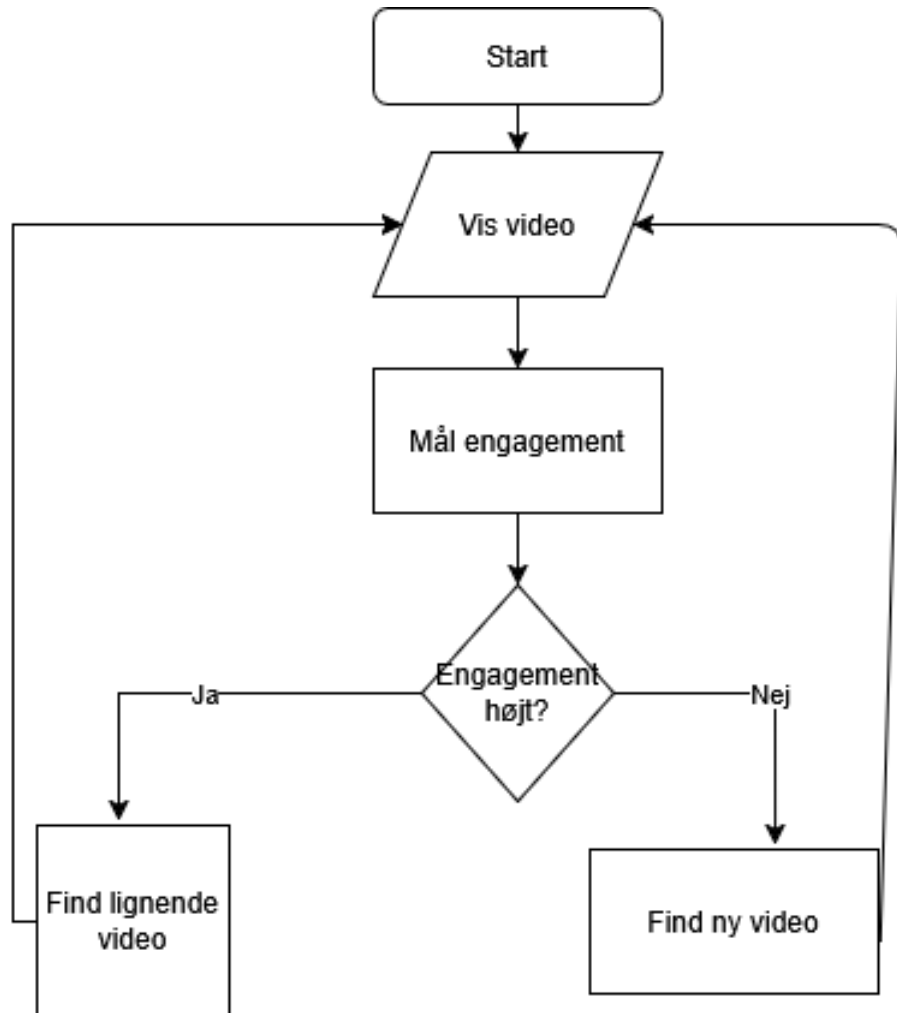 Start
Vis video
Mål engagement
Engagement
højt?
Ja
Nej
Find lignende
video
Find ny video